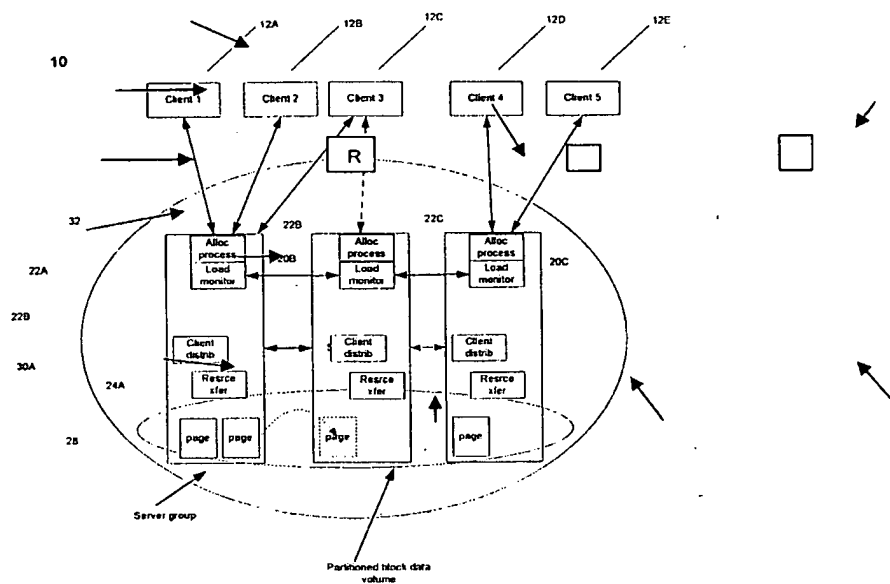 12A
12B
12C
12D
12E
10
Client 1
Client 2
Client 3
Client 4
Client 5
R
32
22B
22C
Alloc
process
Load
monitor
20B
Alloc
process
Load
monitor
Alloc
process
Load
monitor
20C
22A
22B
30A
24A
28
Client
distrib
Client
distrib
Client
distrib
Resrce
xfer
Resrce
xfer
Resrce
xfer
page
page
page
page
Server group
Partitioned block data
volume